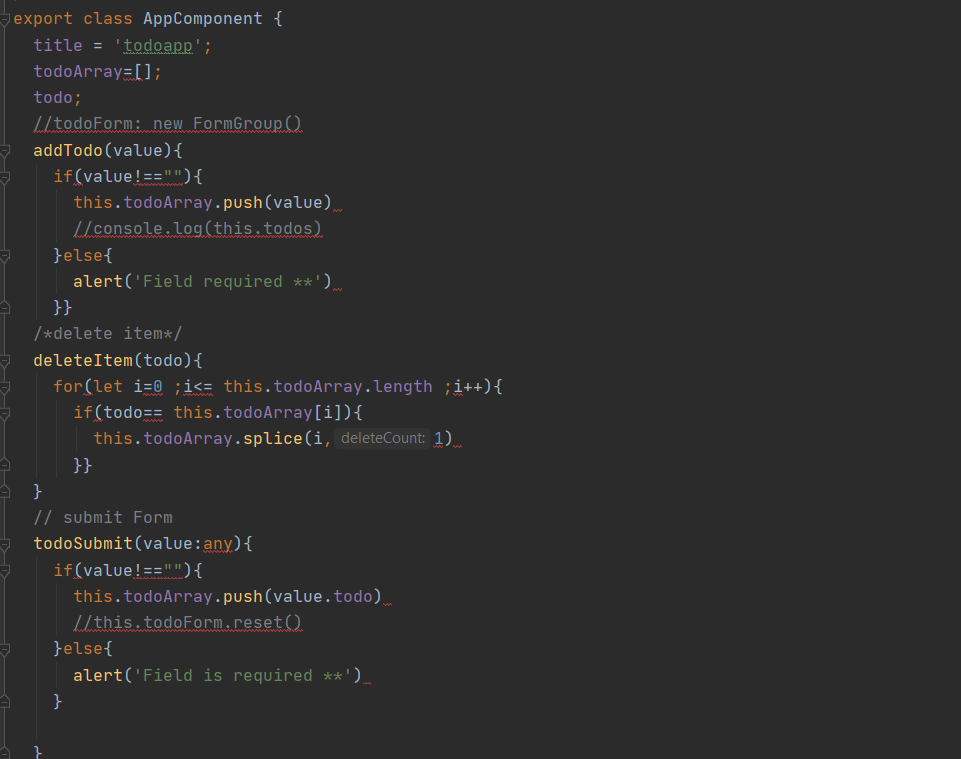 export class AppComponent {
  title = 'todoapp';
  todoArray=[];
  todo;
  //todoForm: new FormGroup()
  addTodo(value){
    if(value!==""){
      this.todoArray.push(value)
      //console.log(this.todos)
    }else{
      alert('Field required **')
    }}
  /*delete item*/
  deleteItem(todo){
    for(let i=0 ;i<= this.todoArray.length ;i++){
      if(todo== this.todoArray[i]){
        this.todoArray.splice(i, deleteCount: 1)
      }}
  }
  // submit Form
  todoSubmit(value:any){
    if(value!==""){
      this.todoArray.push(value.todo)
      //this.todoForm.reset()
    }else{
      alert('Field is required **')
    }
  }